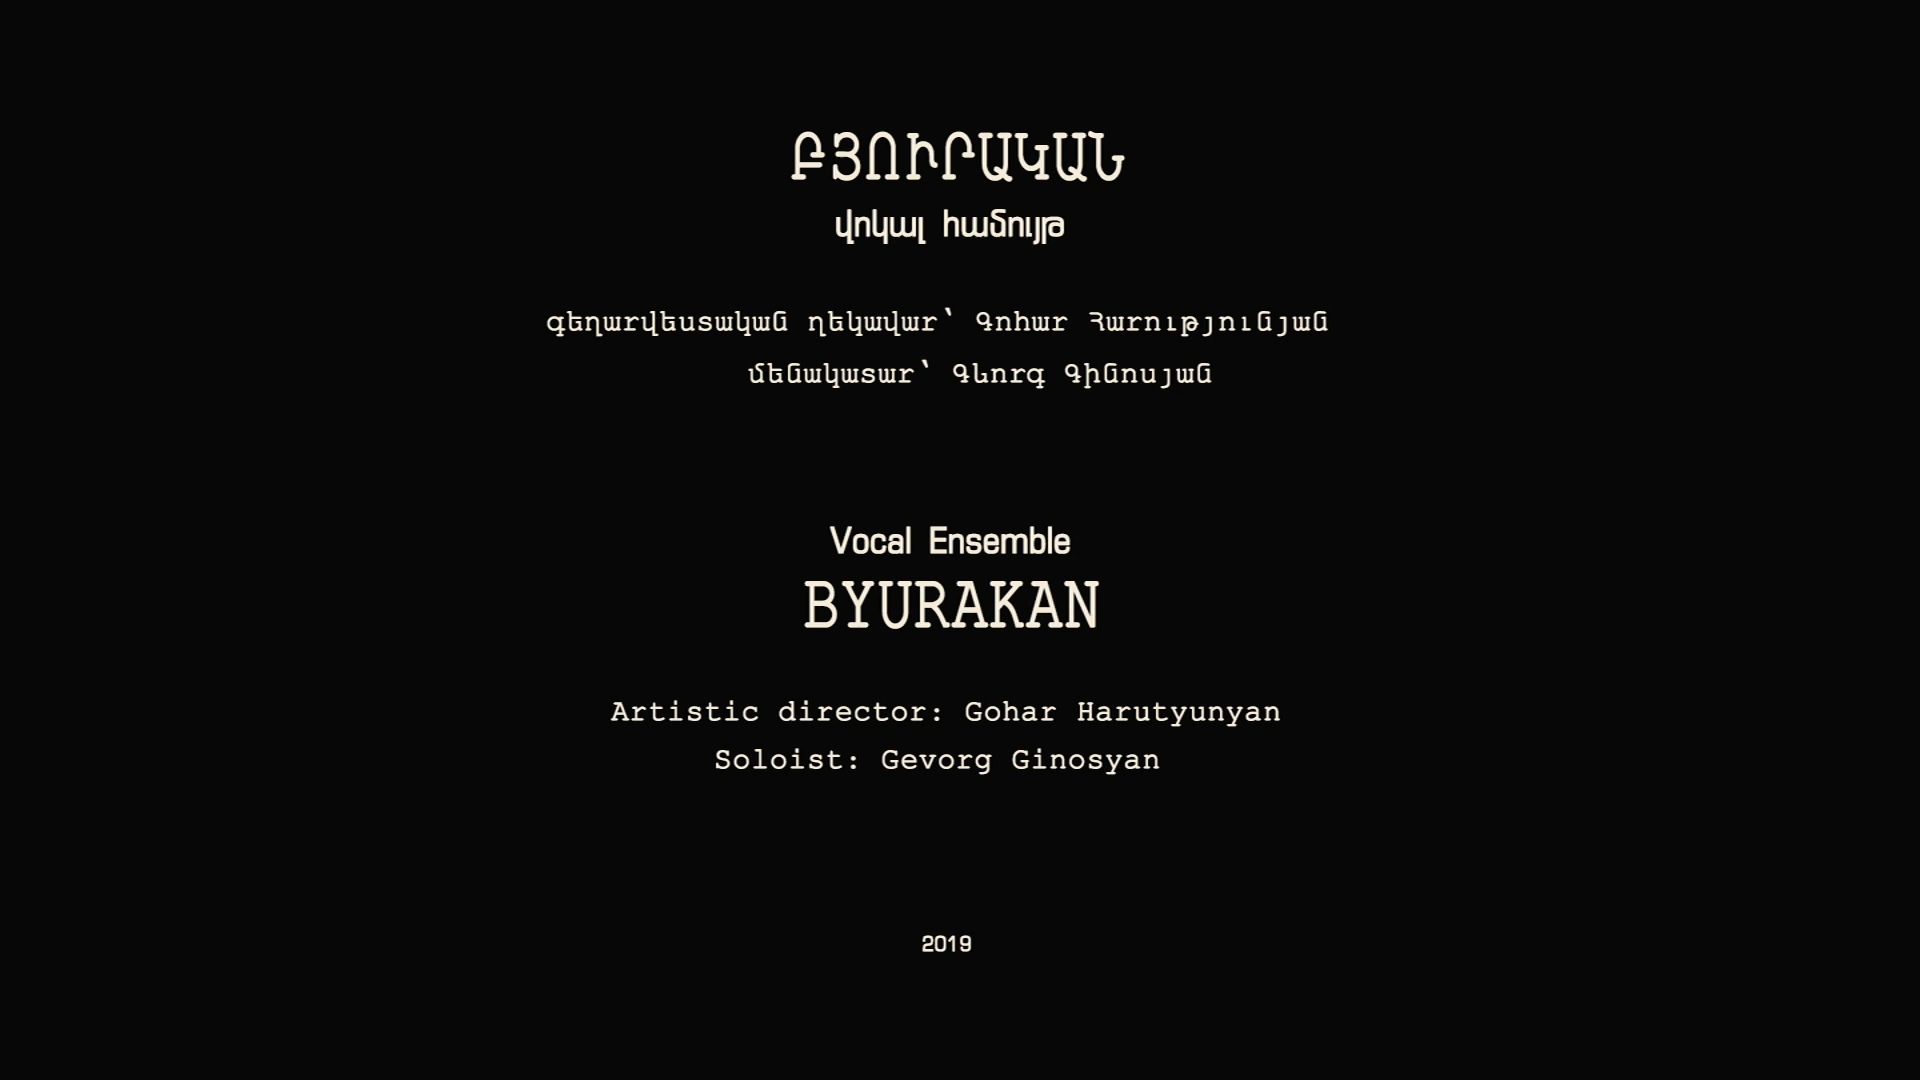 ԲՅՈՒՐԱԿԱՆ
վոկալ համույթ
գեղարվեստական ղեկավար՝ Գոհար Հարությունյան
մենակատար՝ Գևորգ Գինոսյան
Vocal Ensemble
BYURAKAN
Artistic director: Gohar Harutyunyan
Soloist: Gevorg Ginosyan
2019